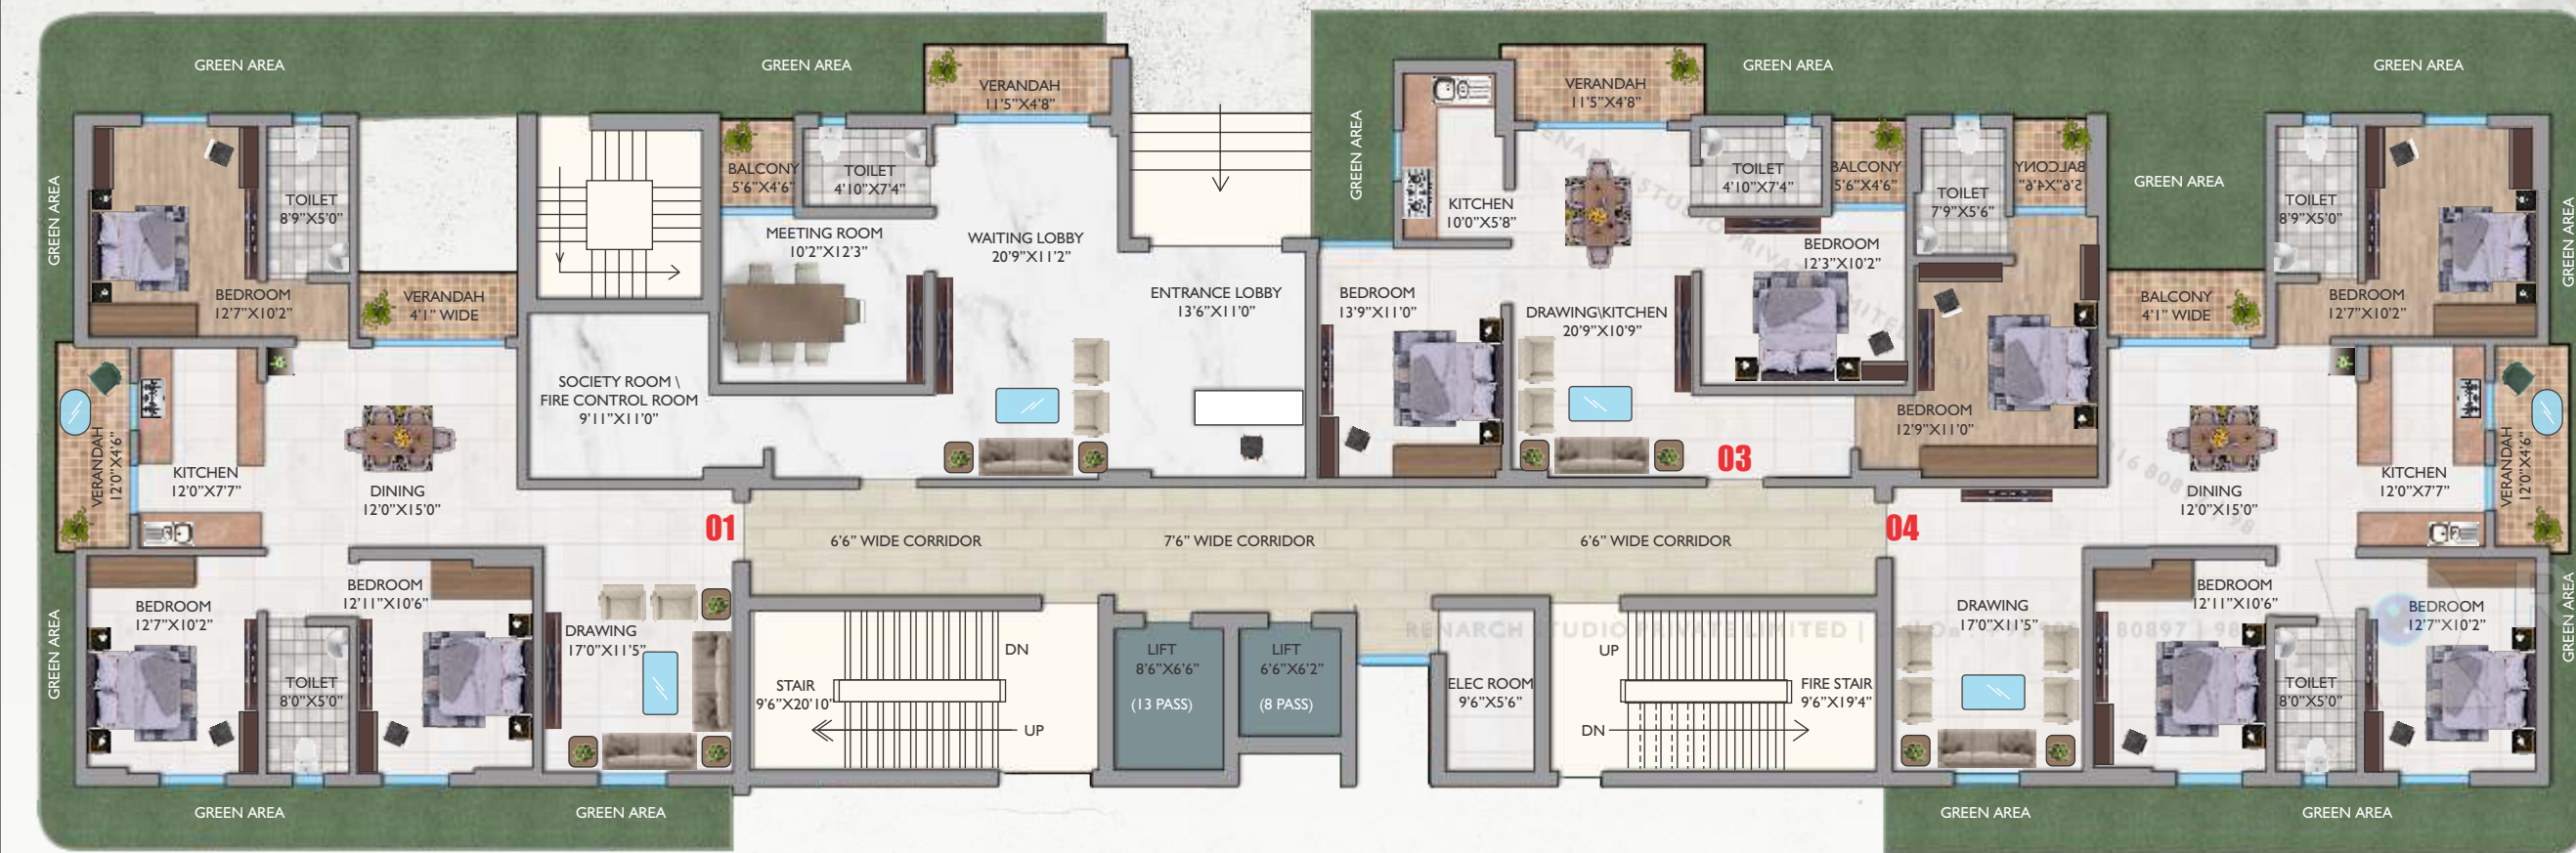 GREEN AREA
GREEN AREA
GREEN AREA
GREEN AREA
VERANDAH
11'5"X4'8"
VERANDAH
11'5"X4'8"
GREEN AREA
GREEN AREA
GREEN AREA
GREEN AREA
GREEN AREA
TOILET
8'9"X5'0"
BALCONY
5'6"X4'6"
TOILET
4'10"X7'4"
TOILET
4'10"X7'4"
BALCONY
5'6"X4'6"
TOILET
7'9"X5'6"
BALCONY
5'6"X4'6"
TOILET
8'9"X5'0"
KITCHEN
10'0"X5'8"
MEETING ROOM
10'2"X12'3"
WAITING LOBBY
20'9"X11'2"
BEDROOM
12'3"X10'2"
BEDROOM
12'7"X10'2"
VERANDAH
4'1" WIDE
ENTRANCE LOBBY
13'6"X11'0"
BEDROOM
13'9"X11'0"
DRAWING\KITCHEN
20'9"X10'9"
BALCONY
4'1" WIDE
BEDROOM
12'7"X10'2"
SOCIETY ROOM \
FIRE CONTROL ROOM
9'11"X11'0"
BEDROOM
12'9"X11'0"
VERANDAH
12'0"X4'6"
KITCHEN
12'0"X7'7"
DINING
12'0"X15'0"
03
DINING
12'0"X15'0"
KITCHEN
12'0"X7'7"
VERANDAH
12'0"X4'6"
01
6'6" WIDE CORRIDOR
7'6" WIDE CORRIDOR
6'6" WIDE CORRIDOR
04
GREEN AREA
BEDROOM
12'7"X10'2"
BEDROOM
12'11"X10'6"
DRAWING
17'0"X11'5"
DRAWING
17'0"X11'5"
BEDROOM
12'11"X10'6"
BEDROOM
12'7"X10'2"
GREEN AREA
RENARCH STUDIO PRIVATE LIMITED
DN
LIFT
8'6"X6'6"
(13 PASS)
LIFT
6'6"X6'2"
(8 PASS)
UP
TOILET
8'0"X5'0"
STAIR
9'6"X20'10"
UP
ELEC ROOM
9'6"X5'6"
DN
FIRE STAIR
9'6"X19'4"
TOILET
8'0"X5'0"
GREEN AREA
GREEN AREA
GREEN AREA
GREEN AREA